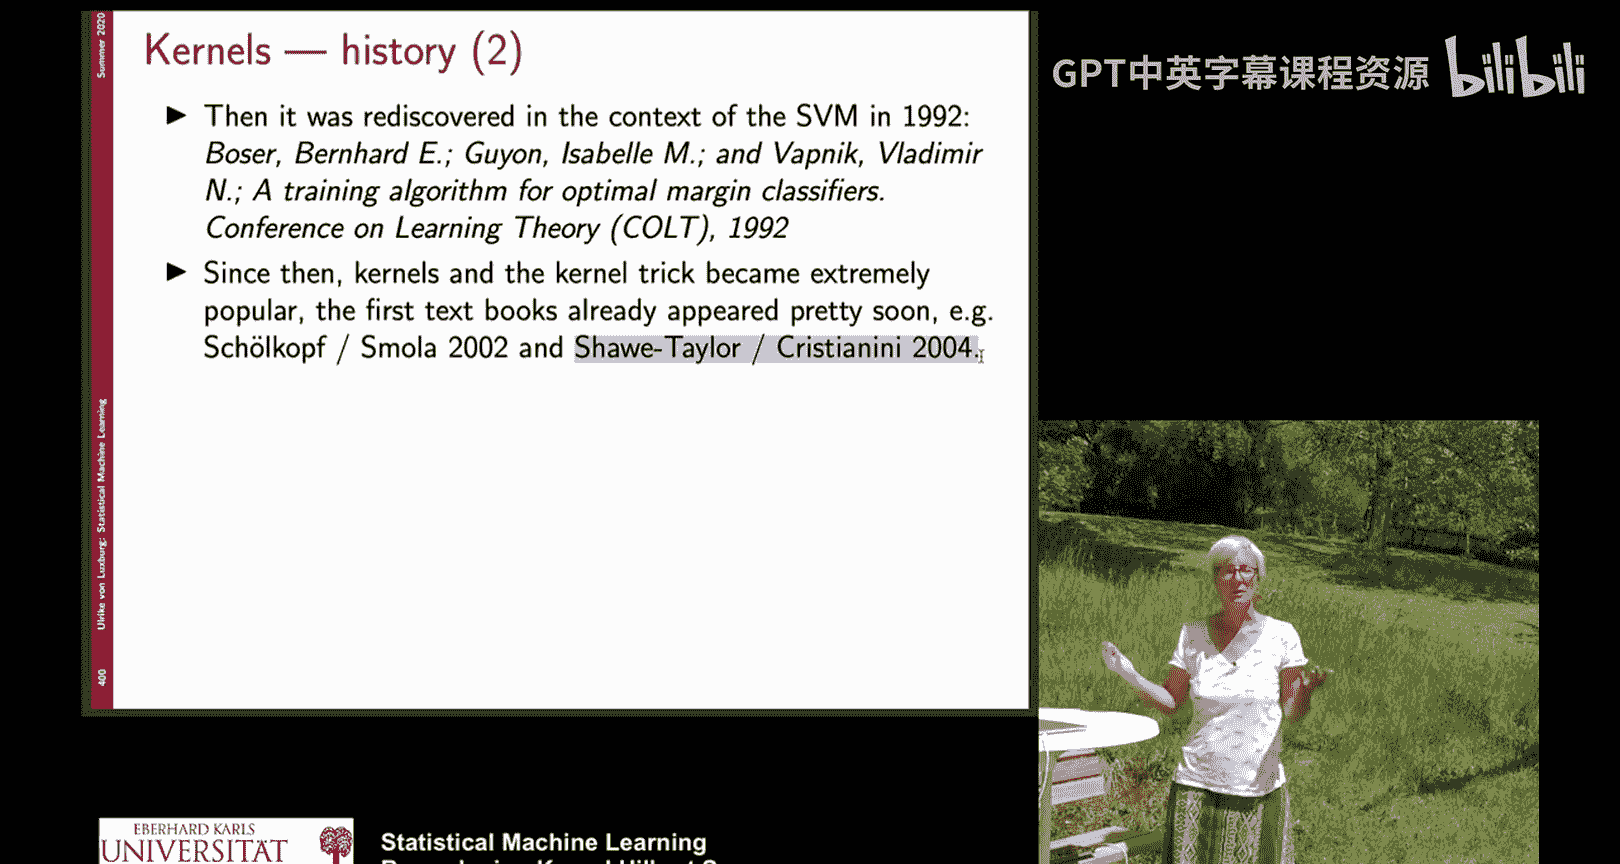 Kernels — history (2)
► Then it was rediscovered in the context of the SVM in 1992:
Boser, Bernhard E.; Guyon, Isabelle M.; and Vapnik, Vladimir
N.; A training algorithm for optimal margin classifiers.
Conference on Learning Theory (COLT), 1992
► Since then, kernels and the kernel trick became extremely
popular, the first text books already appeared pretty soon, e.g.
Schölkopf / Smola 2002 and Shawe-Taylor / Cristianini 2004.
Summer 2020
Ulrike von Luxburg: Statistical Machine Learning
400
GPT中英字幕课程资源 bilibili
EBERHARD KARLS
UNIVERSITÄT
Statistical Machine Learning